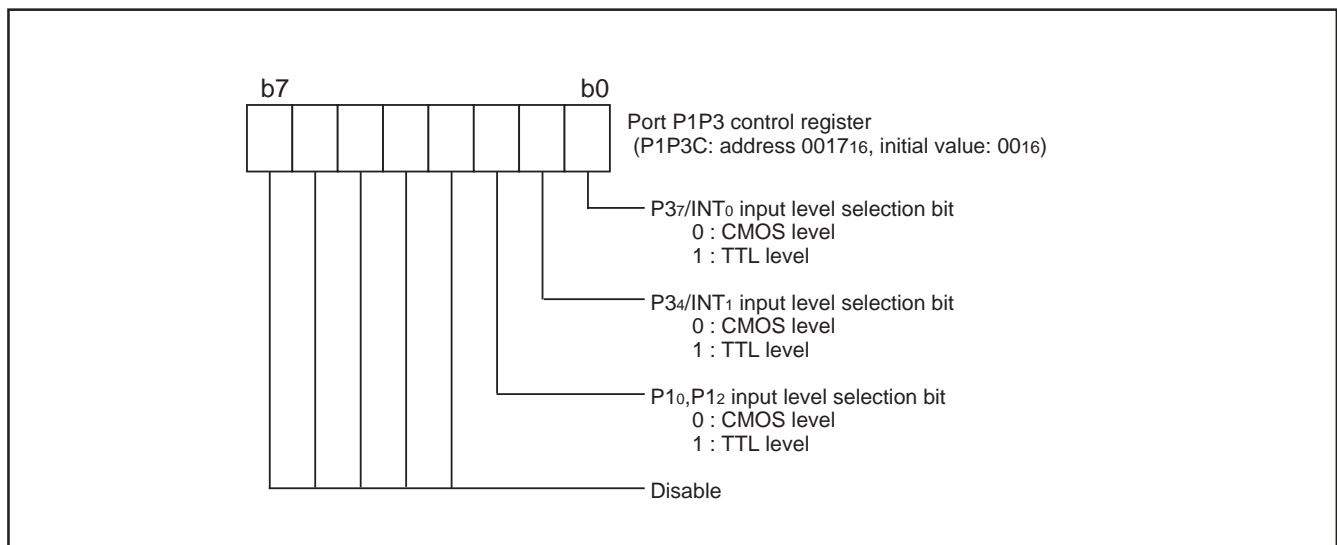 b7 b0
Port P1P3 control register
(P1P3C: address 001716, initial value: 0016)
P37/INT0 input level selection bit
0 : CMOS level
1 : TTL level
P34/INT1 input level selection bit
0 : CMOS level
1 : TTL level
P10,P12 input level selection bit
0 : CMOS level
1 : TTL level
Disable